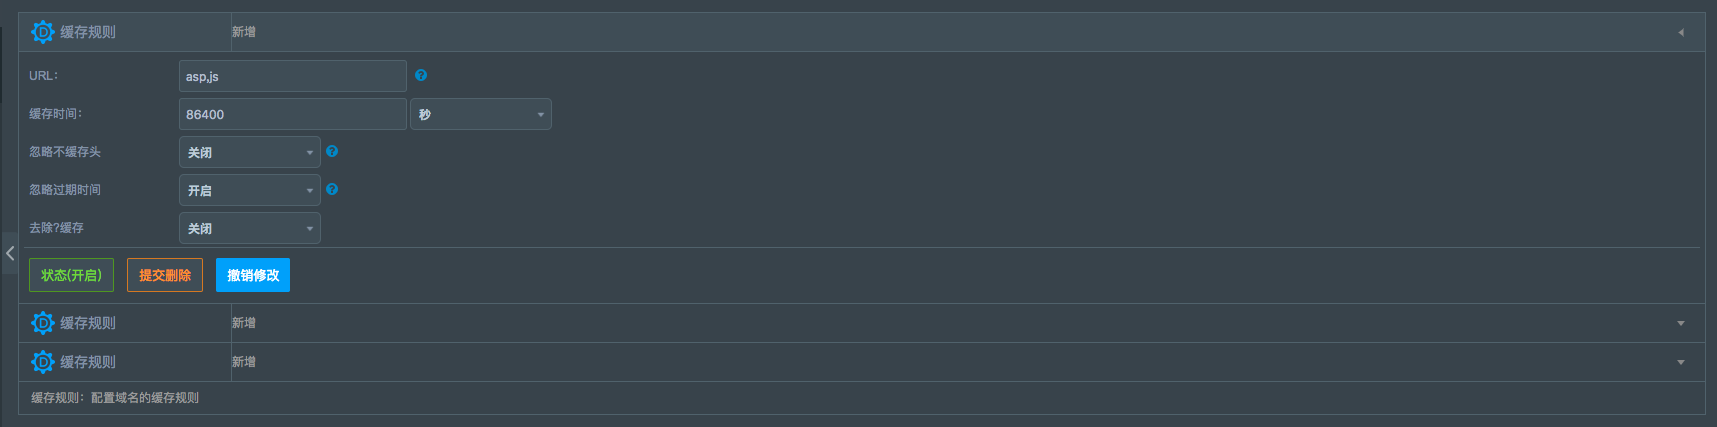 缓存规则 新增
URL： asp,js
缓存时间： 86400 秒
忽略不缓存头 关闭
忽略过期时间 开启
去除?缓存 关闭
状态(开启) 提交删除 撤销修改
缓存规则 新增
缓存规则 新增
缓存规则：配置域名的缓存规则